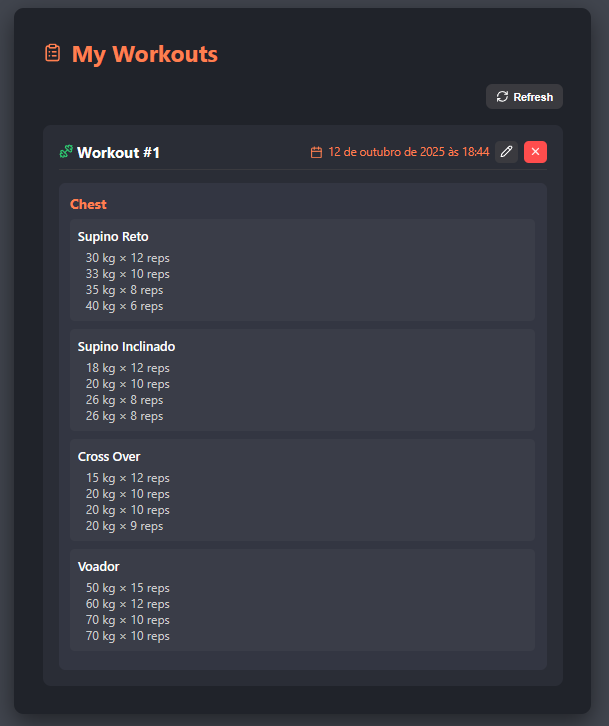 My Workouts
Refresh
Workout #1
12 de outubro de 2025 às 18:44
Chest
Supino Reto
30 kg × 12 reps
33 kg × 10 reps
35 kg × 8 reps
40 kg × 6 reps
Supino Inclinado
18 kg × 12 reps
20 kg × 10 reps
26 kg × 8 reps
26 kg × 8 reps
Cross Over
15 kg × 12 reps
20 kg × 10 reps
20 kg × 10 reps
20 kg × 9 reps
Voador
50 kg × 15 reps
60 kg × 12 reps
70 kg × 10 reps
70 kg × 10 reps